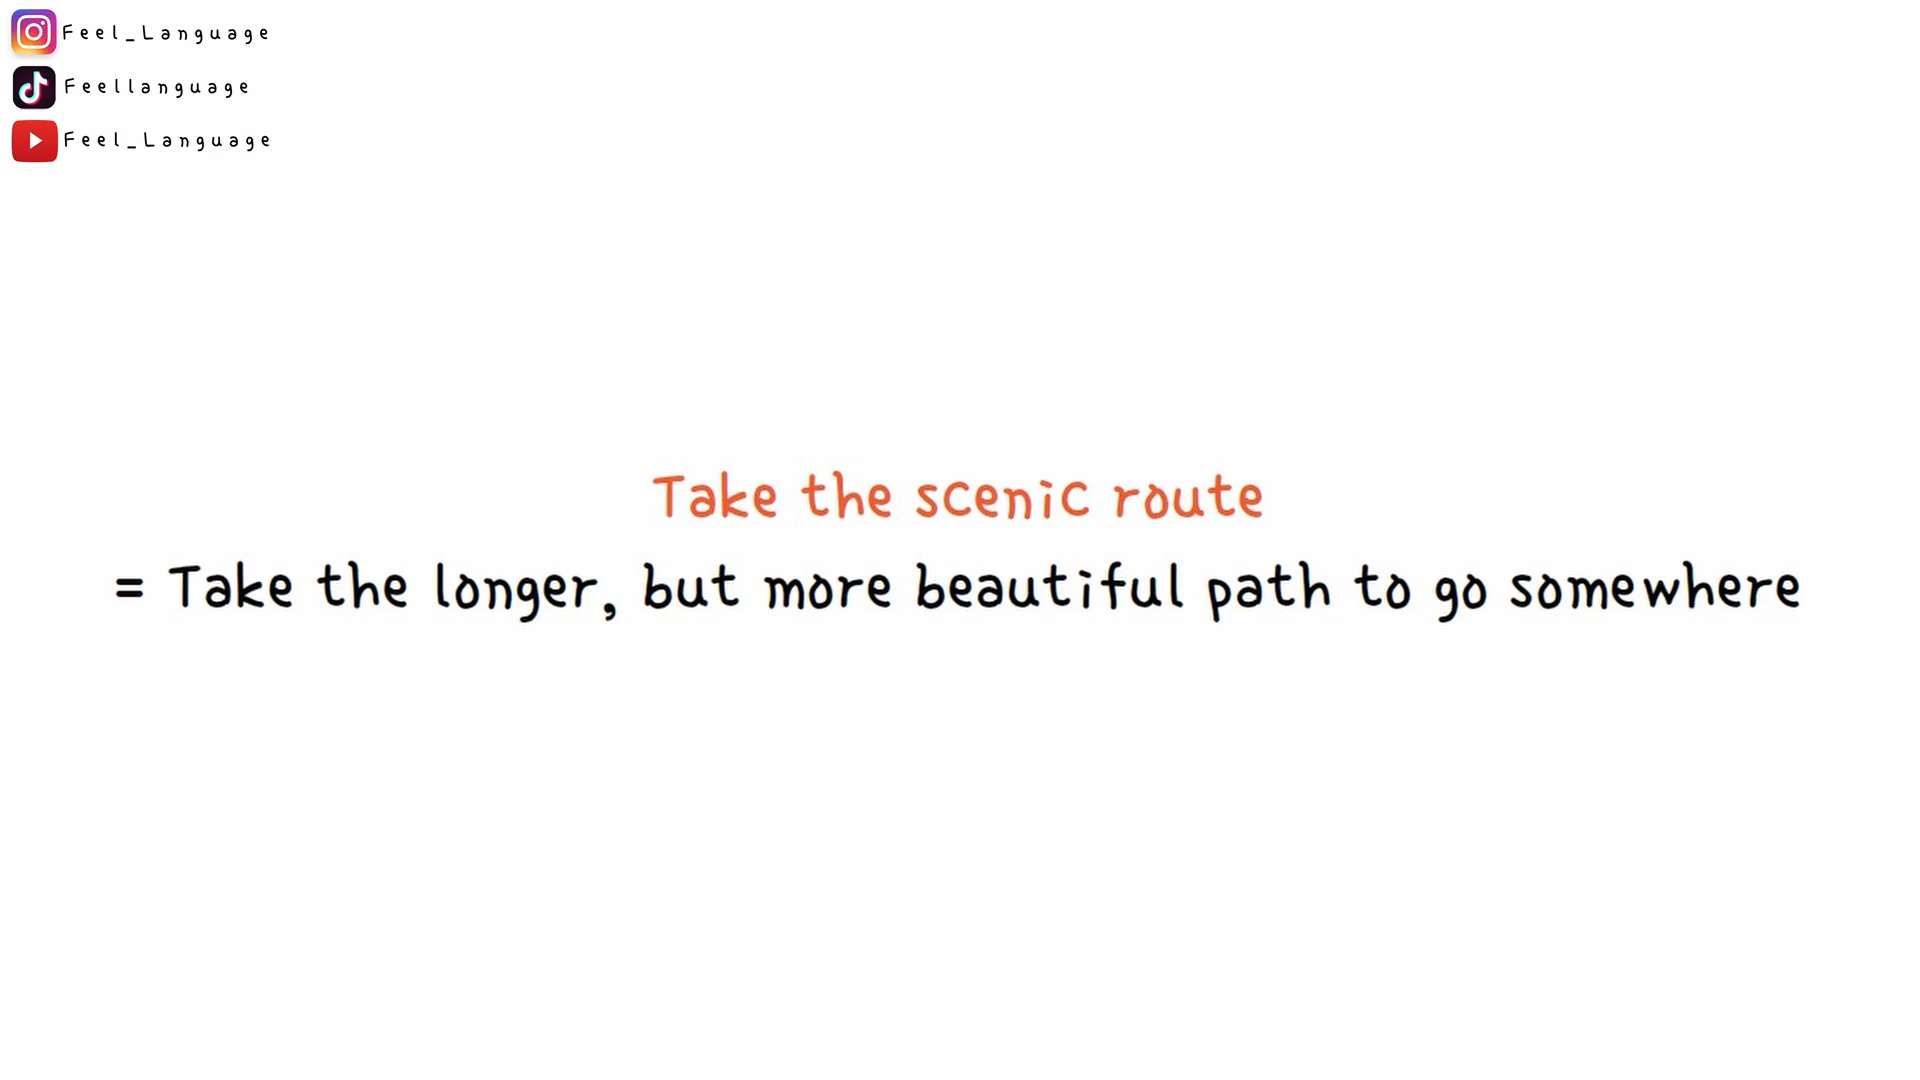 Feel_Language
Feellanguage
Feel_Language
Take the scenic route
= Take the longer, but more beautiful path to go somewhere